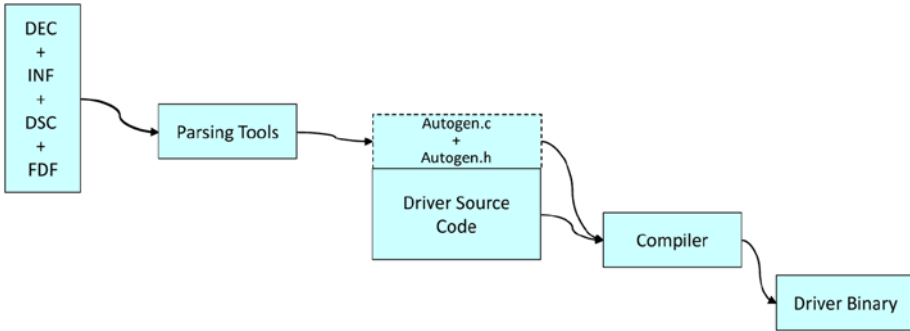 DEC
+
INF
+
DSC
+
FDF
Parsing Tools
Autogen.c
+
Autogen.h
Driver Source
Code
Compiler
Driver Binary